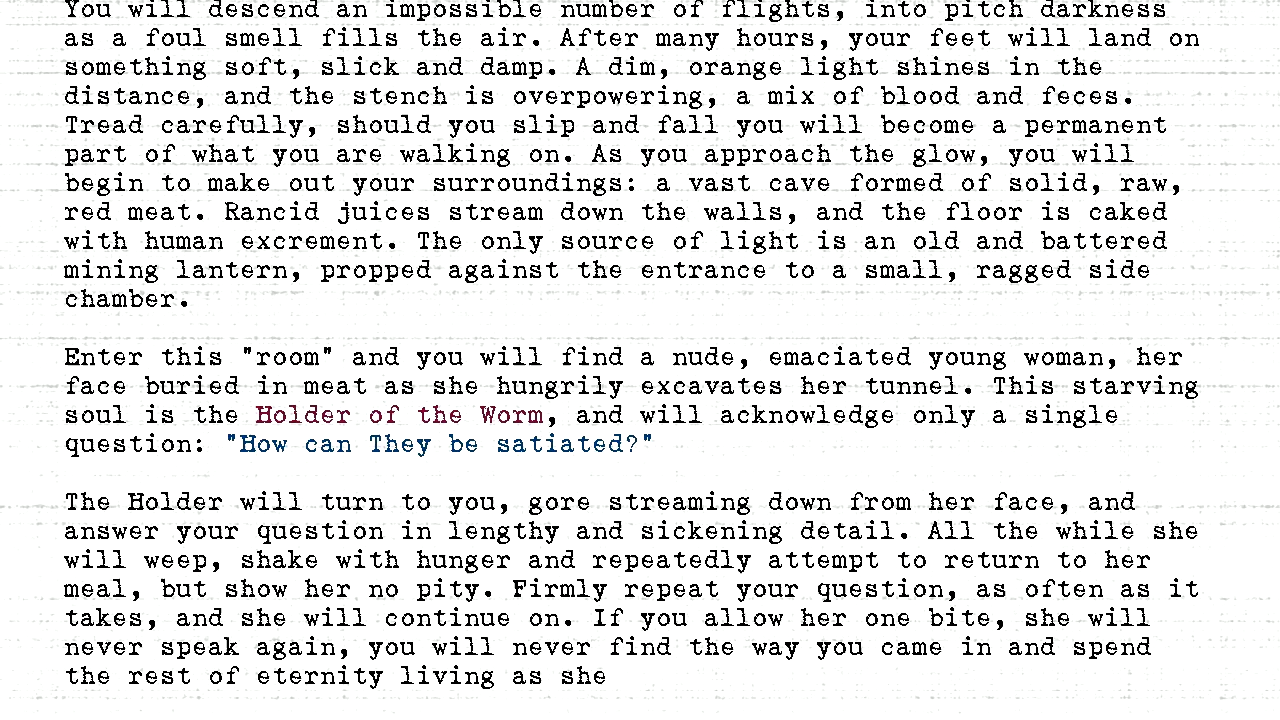 You will descend an impossible number of flights, into pitch darkness
as a foul smell fills the air. After many hours, your feet will land on
something soft, slick and damp. A dim, orange light shines in the
distance, and the stench is overpowering, a mix of blood and feces.
Tread carefully, should you slip and fall you will become a permanent
part of what you are walking on. As you approach the glow, you will
begin to make out your surroundings: a vast cave formed of solid, raw,
red meat. Rancid juices stream down the walls, and the floor is caked
with human excrement. The only source of light is an old and battered
mining lantern, propped against the entrance to a small, ragged side
chamber.
Enter this "room" and you will find a nude, emaciated young woman, her
face buried in meat as she hungrily excavates her tunnel. This starving
soul is the Holder of the Worm, and will acknowledge only a single
question: "How can They be satiated?"
The Holder will turn to you, gore streaming down from her face, and
answer your question in lengthy and sickening detail. All the while she
will weep, shake with hunger and repeatedly attempt to return to her
meal, but show her no pity. Firmly repeat your question, as often as it
takes, and she will continue on. If you allow her one bite, she will
never speak again, you will never find the way you came in and spend
the rest of eternity living as she